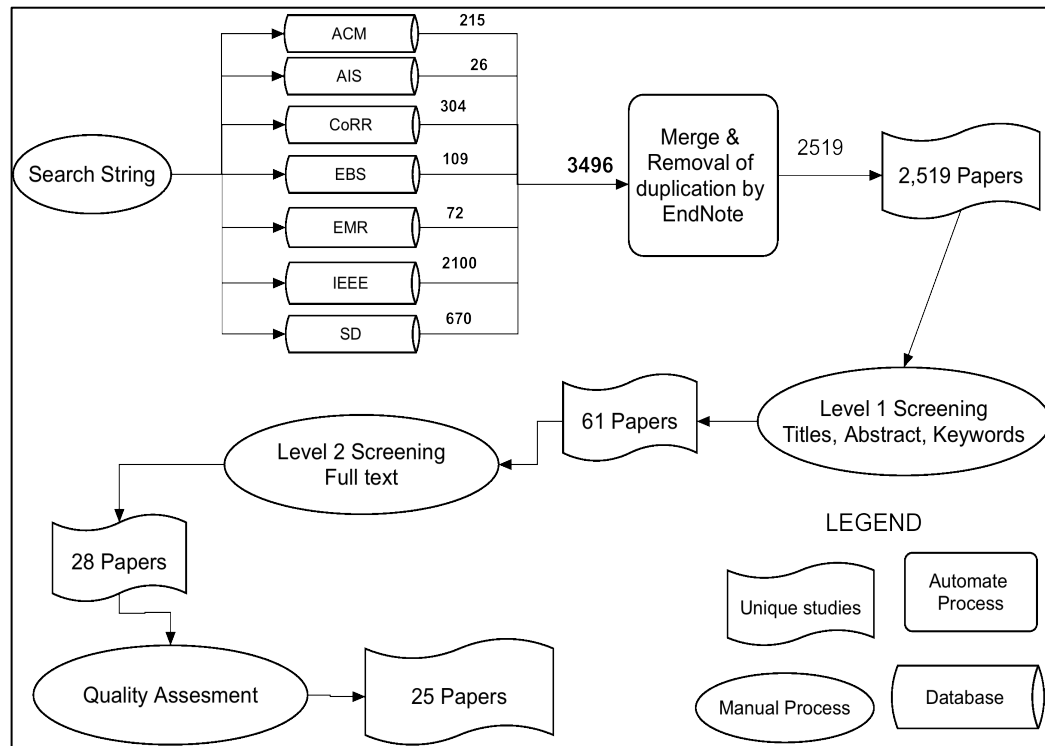 Search String
ACM
215
AIS
26
CoRR
304
EBS
109
EMR
72
IEEE
2100
SD
670
3496
Merge &
Removal of
duplication by
EndNote
2519
2,519 Papers
Level 1 Screening
Titles, Abstract, Keywords
61 Papers
Level 2 Screening
Full text
28 Papers
Quality Assesment
25 Papers
LEGEND
Unique studies
Automate
Process
Manual Process
Database